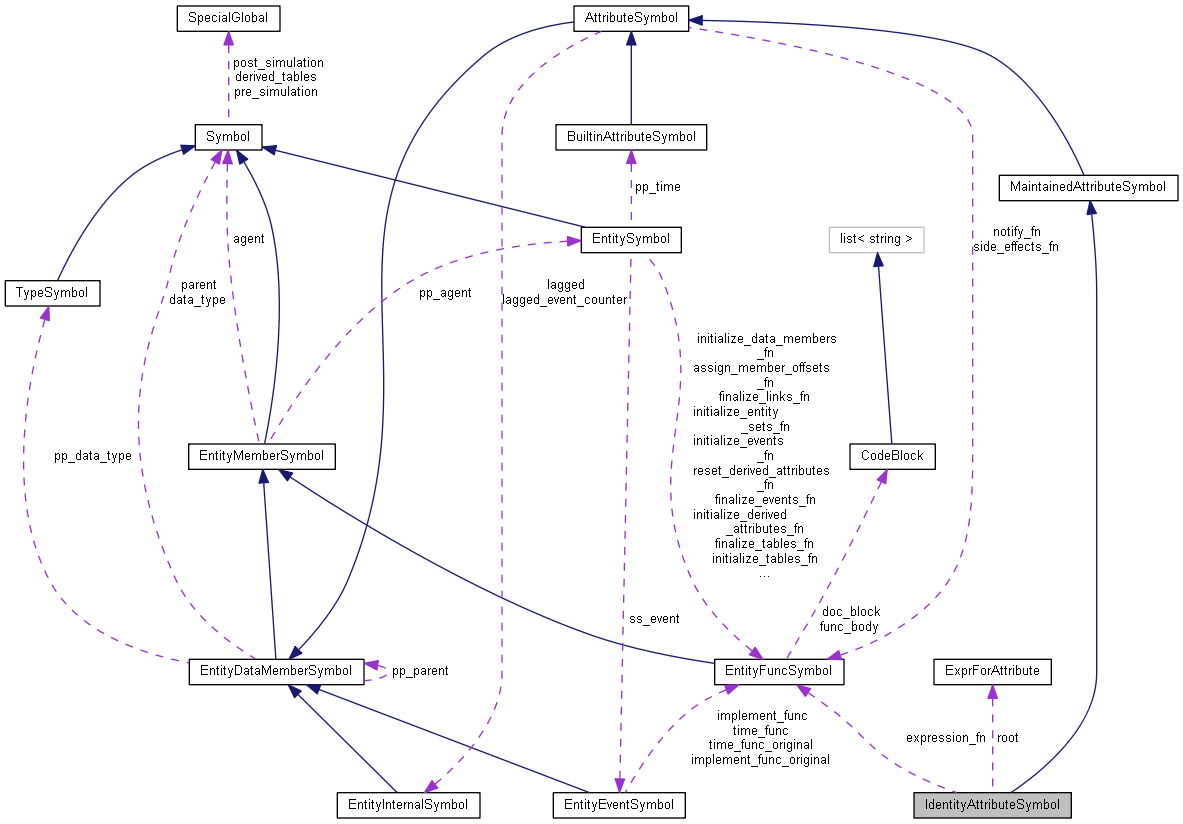 SpecialGlobal
AttributeSymbol
post_simulation
derived_tables
pre_simulation
Symbol
BuiltinAttributeSymbol
MaintainedAttributeSymbol
pp_time
agent
EntitySymbol
list< string >
notify_fn
side_effects_fn
TypeSymbol
parent
data_type
pp_agent
lagged
lagged_event_counter
initialize_data_members
_fn
assign_member_offsets
_fn
finalize_links_fn
initialize_entity
_sets_fn
initialize_events
_fn
reset_derived_attributes
_fn
finalize_events_fn
initialize_derived
_attributes_fn
finalize_tables_fn
initialize_tables_fn
...
pp_data_type
EntityMemberSymbol
CodeBlock
ss_event
doc_block
func_body
EntityDataMemberSymbol
pp_parent
EntityFuncSymbol
ExprForAttribute
implement_func
time_func
time_func_original
implement_func_original
expression_fn
root
EntityInternalSymbol
EntityEventSymbol
IdentityAttributeSymbol